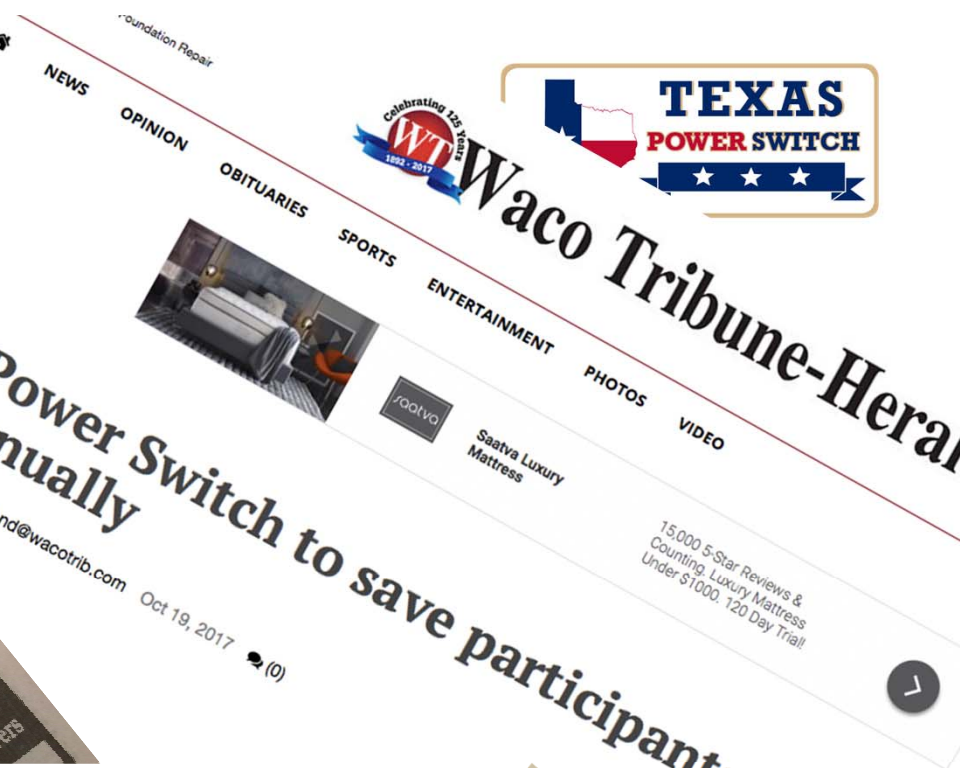 Foundation Repair
NEWS
OPINION
OBITUARIES
SPORTS
ENTERTAINMENT
PHOTOS
VIDEO
Celebrating 125 Years
WT
1892 - 2017
Waco Tribune-Heral
TEXAS
POWER SWITCH
saatva
Saatva Luxury
Mattress
15,000 5-Star Reviews &
Counting. Luxury Mattress
Under $1000. 120 Day Trial!
Power Switch to save participant
nually
nd@wacotrib.com
Oct 19, 2017
(0)
ers